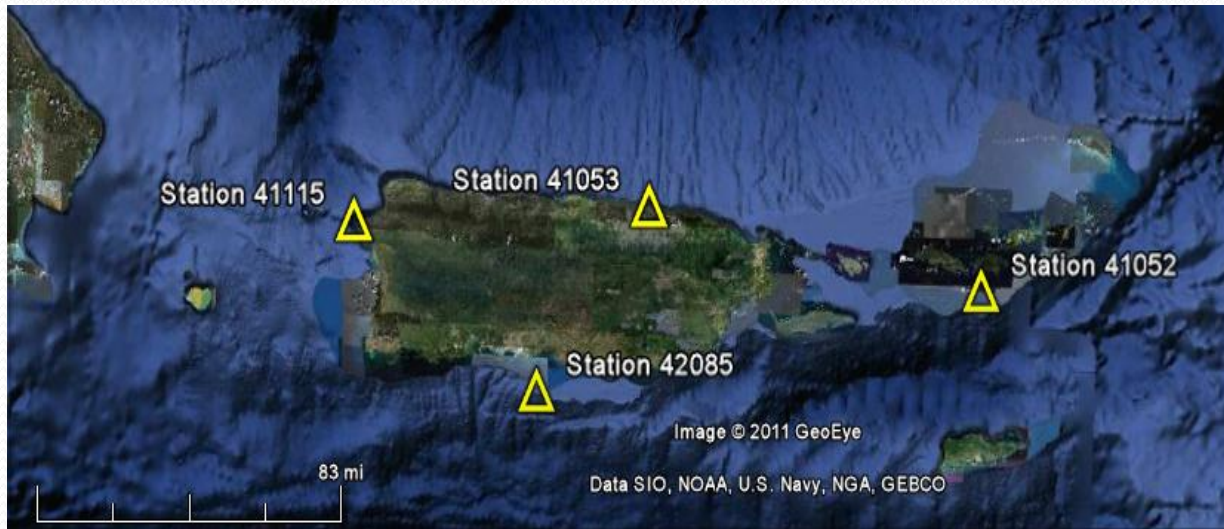 Station 41053
Station 41115
Station 41052
Station 42085
Image © 2011 GeoEye
83 mi
Data SIO, NOAA, U.S. Navy, NGA, GEBCO